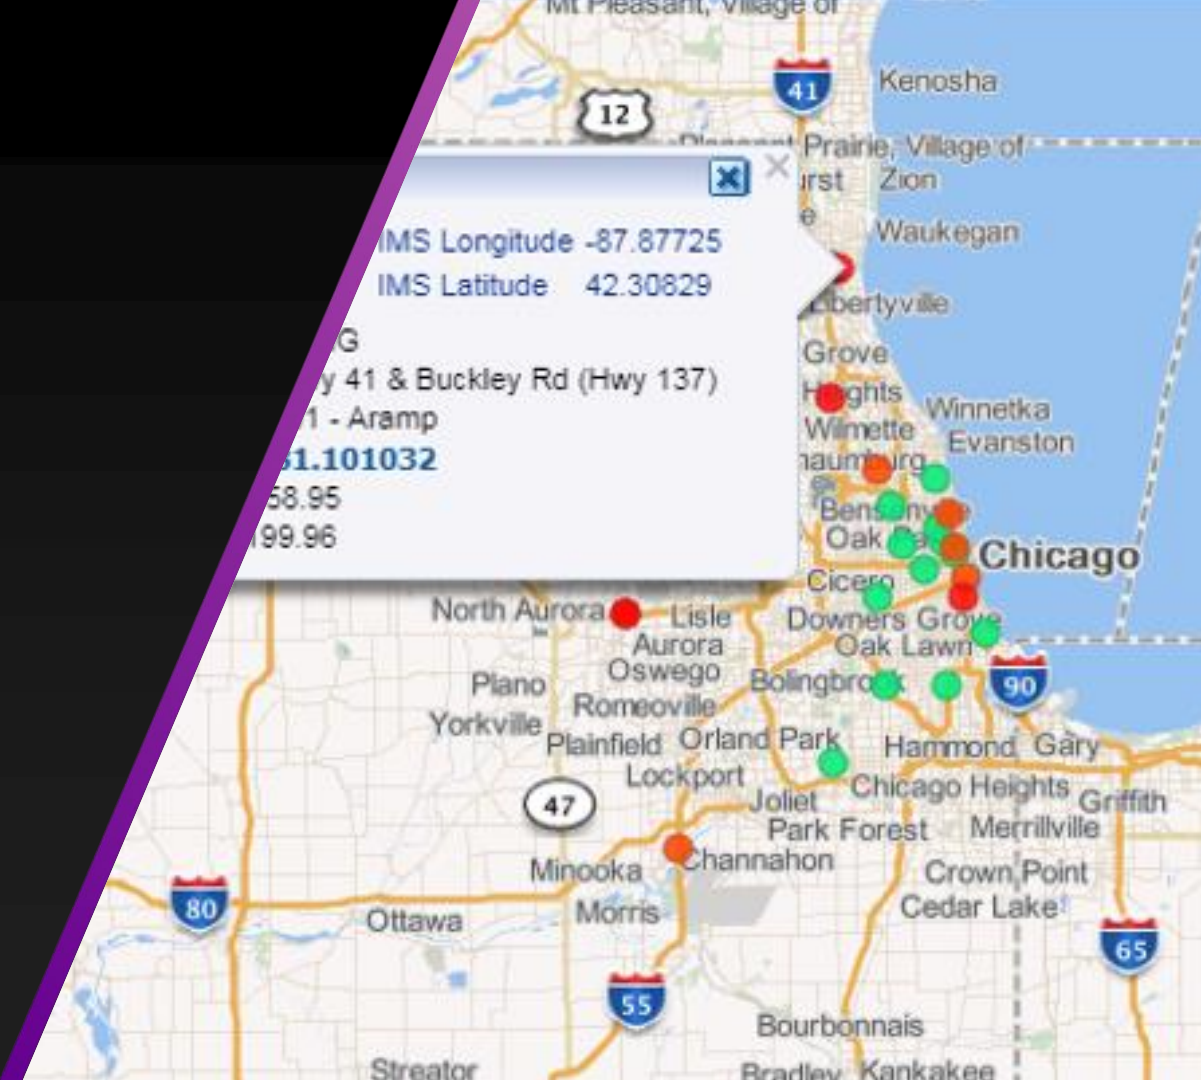 Mt Pleasant, Village of
41
Kenosha
12
Pleasant Prairie, Village of
Zion
Waukegan
IMS Longitude -87.87725
IMS Latitude 42.30829
Libertyville
Grove
y 41 & Buckley Rd (Hwy 137)
Heights
Winnetka
1 - Aramp
Wilmette
Evanston
51.101032
58.95
Oak
199.96
Chicago
Cicero
North Aurora
Lisle
Downers Grove
Aurora
Oak Lawn
Oswego
Plano
Bolingbrook
90
Romeoville
Yorkville
Plainfield
Orland Park
Hammond
Gary
Lockport
47
Joliet
Chicago Heights
Griffith
Park Forest
Merrillville
Minooka
Channahon
Crown Point
80
Ottawa
Morris
Cedar Lake
65
55
Bourbonnais
Streator
Bradley
Kankakee